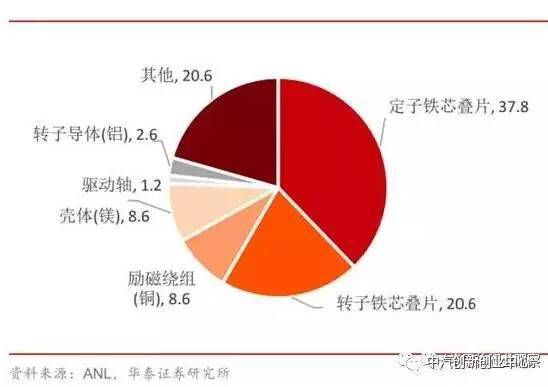 其他, 20.6
定子铁芯叠片, 37.8
转子导体(铝), 2.6
驱动轴, 1.2
壳体(镁), 8.6
励磁绕组
(铜), 8.6
转子铁芯叠片, 20.6
资料来源：ANL，华泰证券研究所